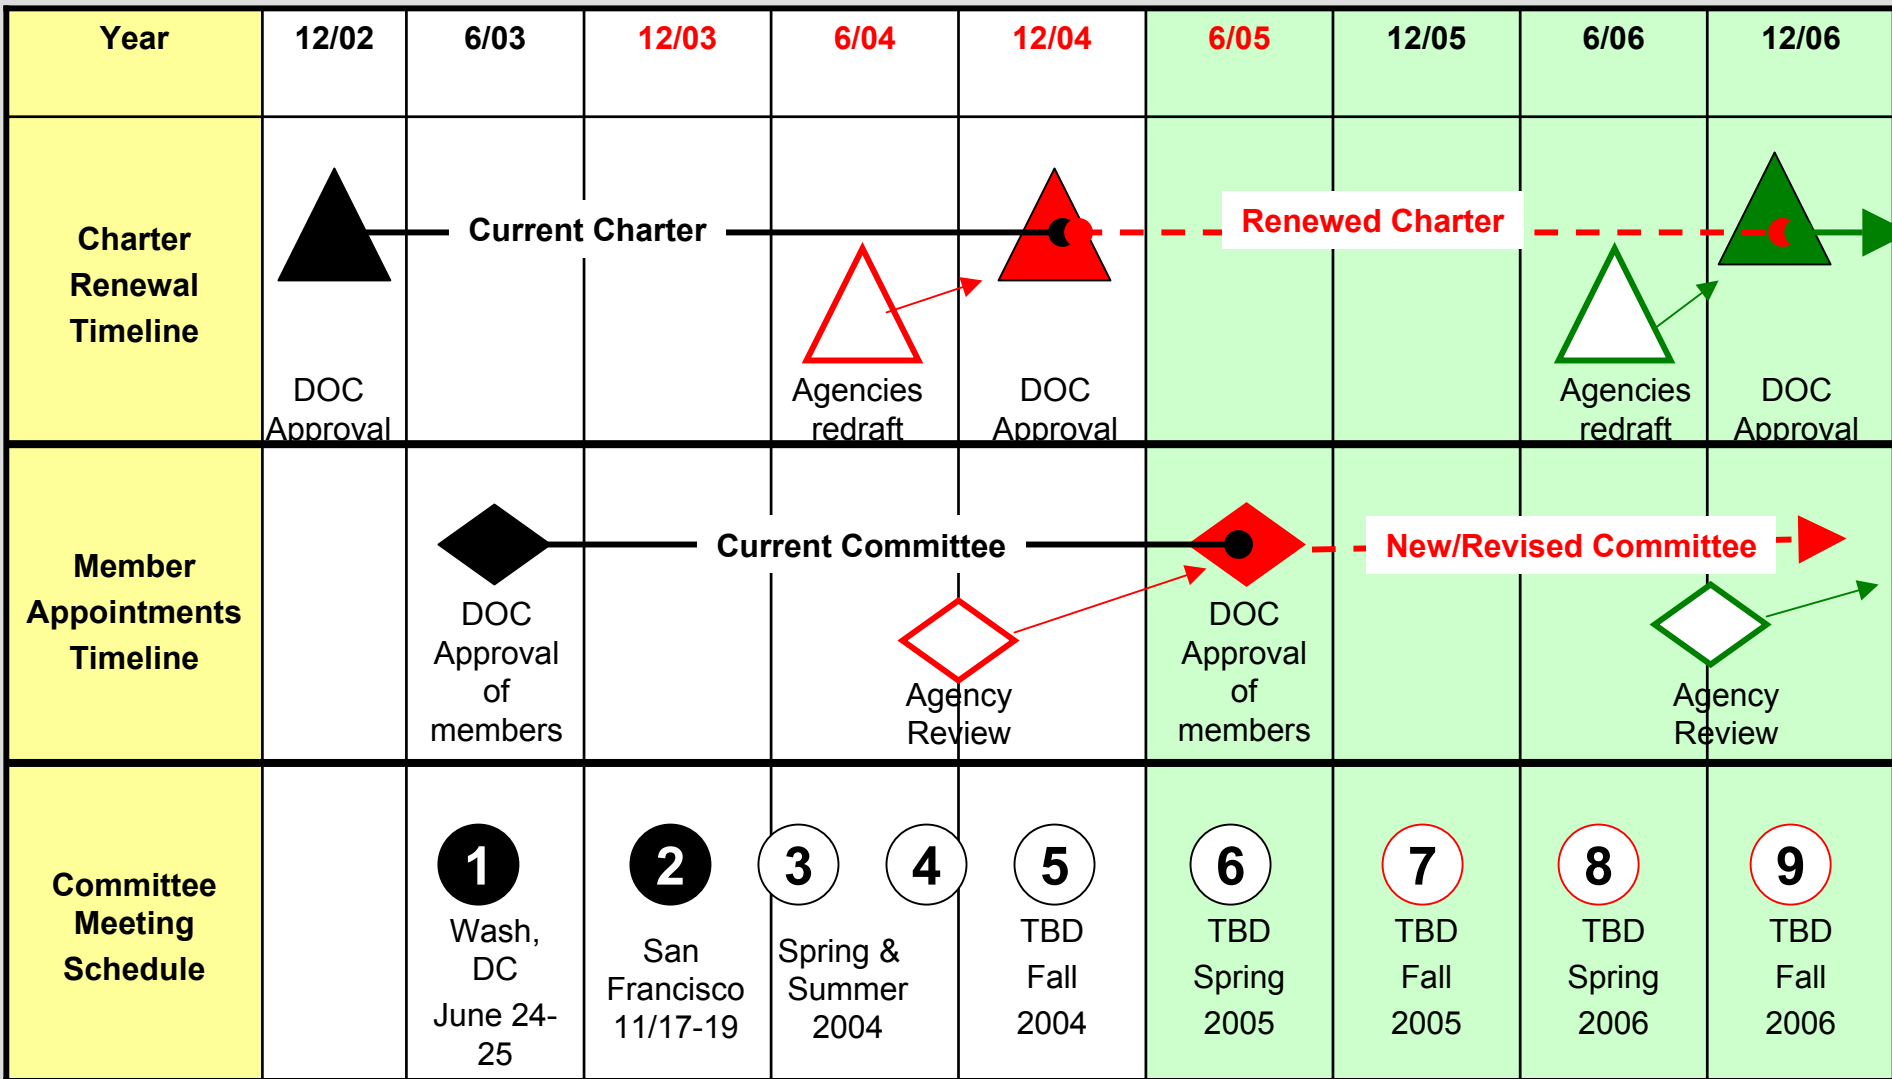 Year 12/02 6/03 12/03 6/04 12/04 6/05 12/05 6/06 12/06
Charter
Renewal
Timeline
Current Charter
Renewed Charter
DOC
Approval
Agencies
redraft
DOC
Approval
Agencies
redraft
DOC
Approval
Member
Appointments
Timeline
Current Committee
New/Revised Committee
DOC
Approval
of
members
Agency
Review
DOC
Approval
of
members
Agency
Review
Committee
Meeting
Schedule
1
Wash,
DC
June 24-
25
2
San
Francisco
11/17-19
3 4
Spring &
Summer
2004
5
TBD
Fall
2004
6
TBD
Spring
2005
7
TBD
Fall
2005
8
TBD
Spring
2006
9
TBD
Fall
2006